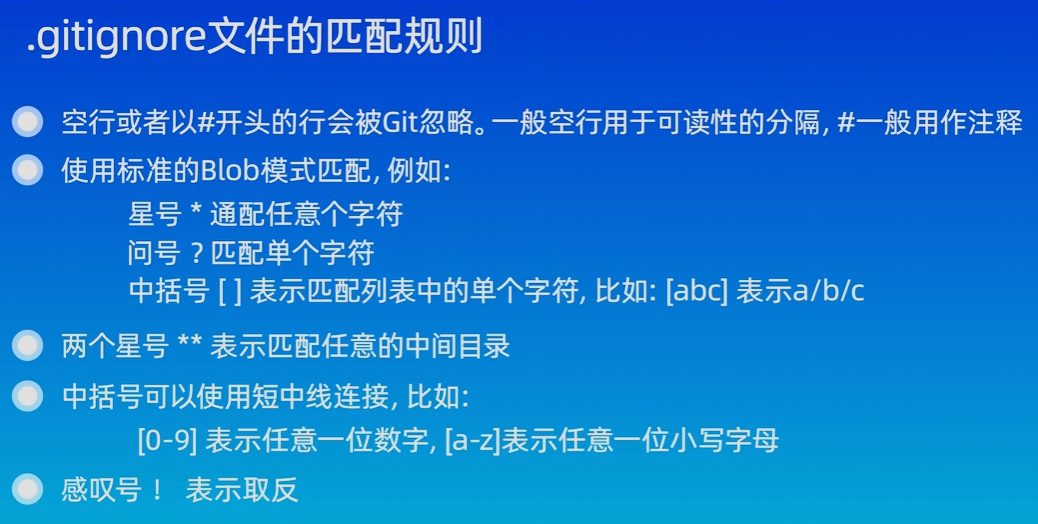 .gitignore文件的匹配规则
空行或者以#开头的行会被Git忽略。一般空行用于可读性的分隔, #一般用作注释
使用标准的Blob模式匹配, 例如:
星号 * 通配任意个字符
问号 ? 匹配单个字符
中括号 [ ] 表示匹配列表中的单个字符, 比如: [abc] 表示a/b/c
两个星号 ** 表示匹配任意的中间目录
中括号可以使用短中线连接, 比如:
[0-9] 表示任意一位数字, [a-z]表示任意一位小写字母
感叹号 ! 表示取反